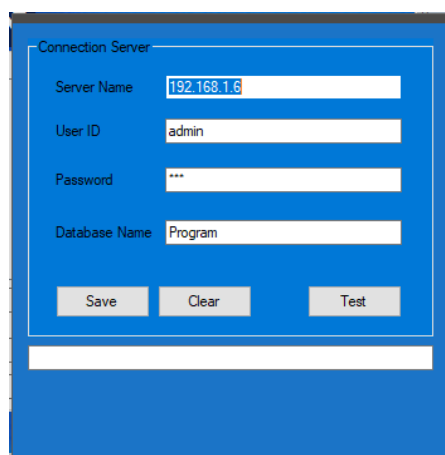 Connection Server
Server Name 192.168.1.6
User ID admin
Password ***
Database Name Program
Save Clear Test